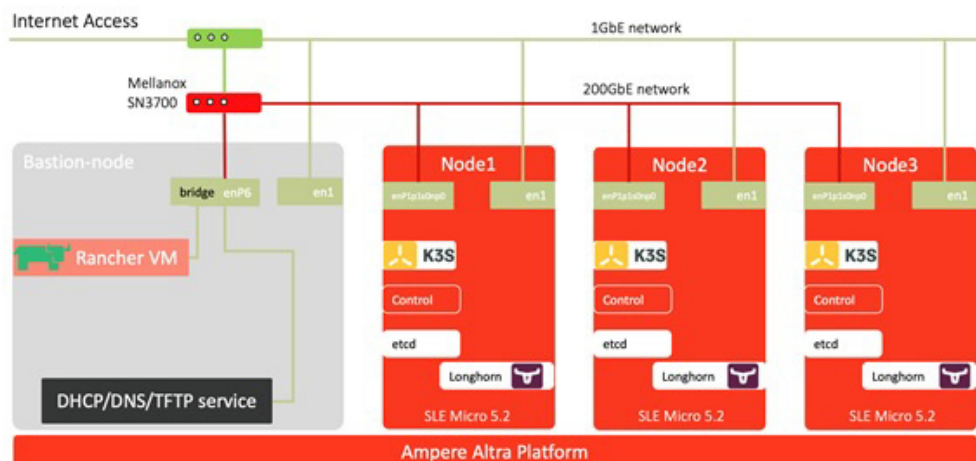 Internet Access
1GbE network
Mellanox
SN3700
200GbE network
Bastion-node
bridge enP6
en1
Rancher VM
DHCP/DNS/TFTP service
Node1
enP1p1s0np0
en1
K3S
Control
etcd
Longhorn
SLE Micro 5.2
Node2
enP1p1s0np0
en1
K3S
Control
etcd
Longhorn
SLE Micro 5.2
Node3
enP1p1s0np0
en1
K3S
Control
etcd
Longhorn
SLE Micro 5.2
Ampere Altra Platform